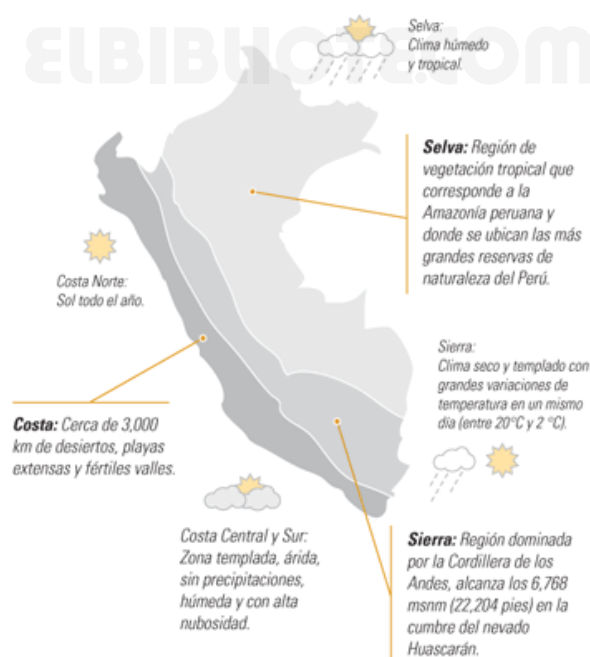 ELBIBLIOTE.COM
Selva:
Clima húmedo
y tropical.
Selva: Región de
vegetación tropical que
corresponde a la
Amazonía peruana y
donde se ubican las más
grandes reservas de
naturaleza del Perú.
Costa Norte:
Sol todo el año.
Sierra:
Clima seco y templado con
grandes variaciones de
temperatura en un mismo
día (entre 20°C y 2 °C).
Costa: Cerca de 3,000
km de desiertos, playas
extensas y fértiles valles.
Costa Central y Sur:
Zona templada, árida,
sin precipitaciones,
húmeda y con alta
nubosidad.
Sierra: Región dominada
por la Cordillera de los
Andes, alcanza los 6,768
msnm (22,204 pies) en la
cumbre del nevado
Huascarán.